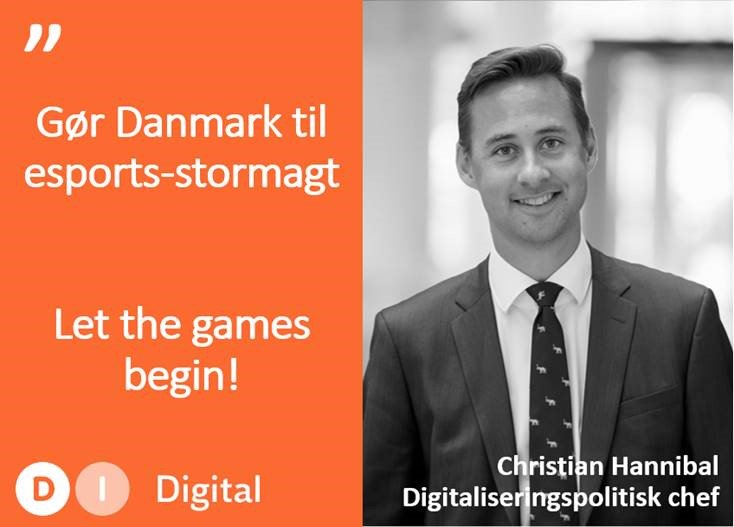 ”
Gør Danmark til
esports-stormagt
Let the games
begin!
D I Digital
Christian Hannibal
Digitaliseringspolitisk chef